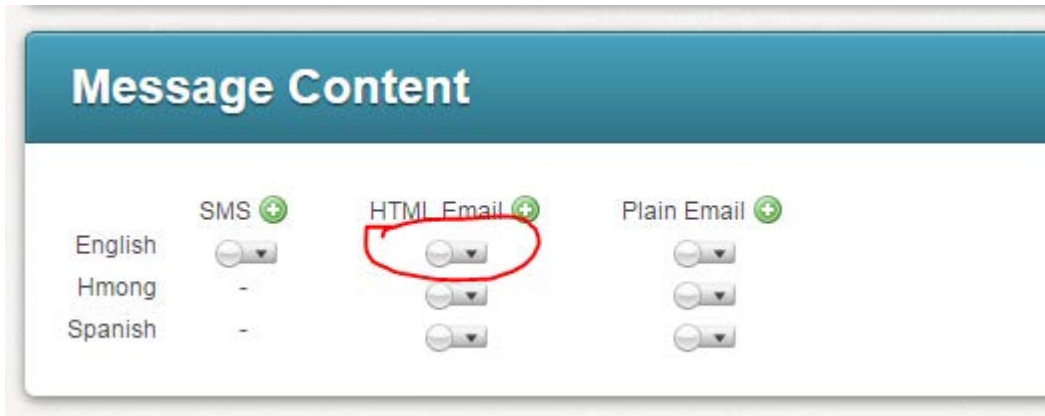 Message Content
SMS HTML Email Plain Email
English
Hmong -
Spanish -